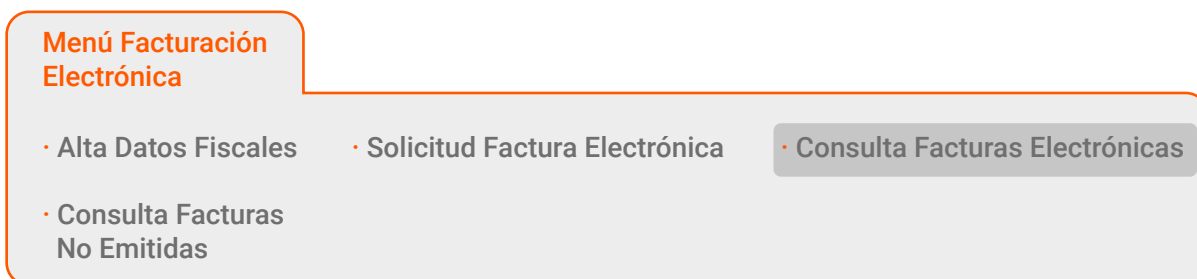 Menú Facturación
Electrónica
· Alta Datos Fiscales · Solicitud Factura Electrónica · Consulta Facturas Electrónicas
· Consulta Facturas
No Emitidas